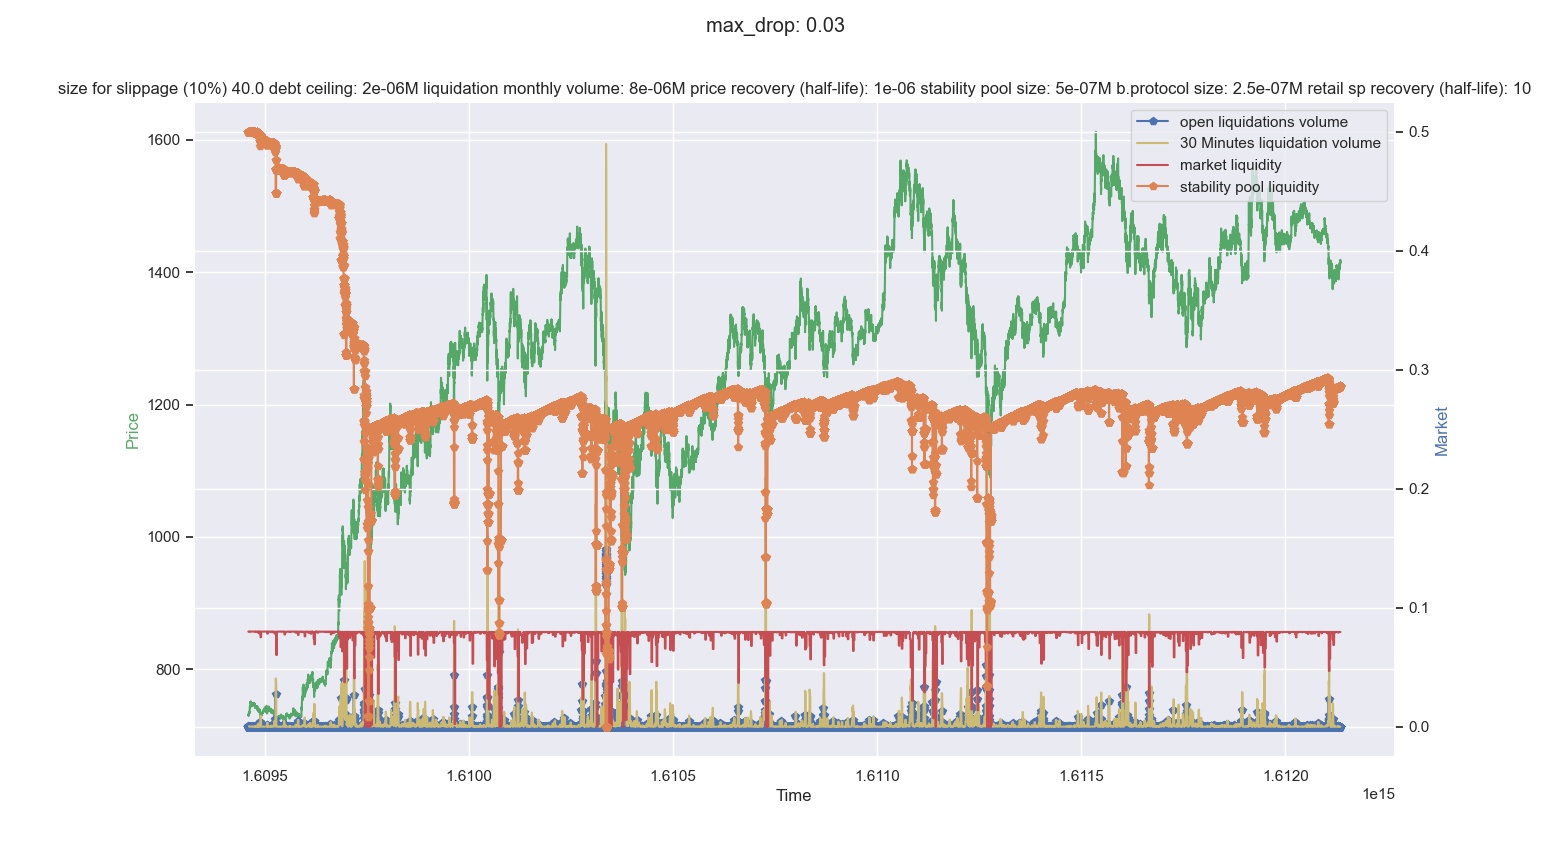 max_drop: 0.03
size for slippage (10%) 40.0 debt ceiling: 2e-06M liquidation monthly volume: 8e-06M price recovery (half-life): 1e-06 stability pool size: 5e-07M b.protocol size: 2.5e-07M retail sp recovery (half-life): 10
open liquidations volume
30 Minutes liquidation volume
market liquidity
stability pool liquidity
1600
1400
1200
1000
800
Price
0.5
0.4
0.3
0.2
0.1
0.0
Market
1.6095 1.6100 1.6105 1.6110 1.6115 1.6120
Time
1e15